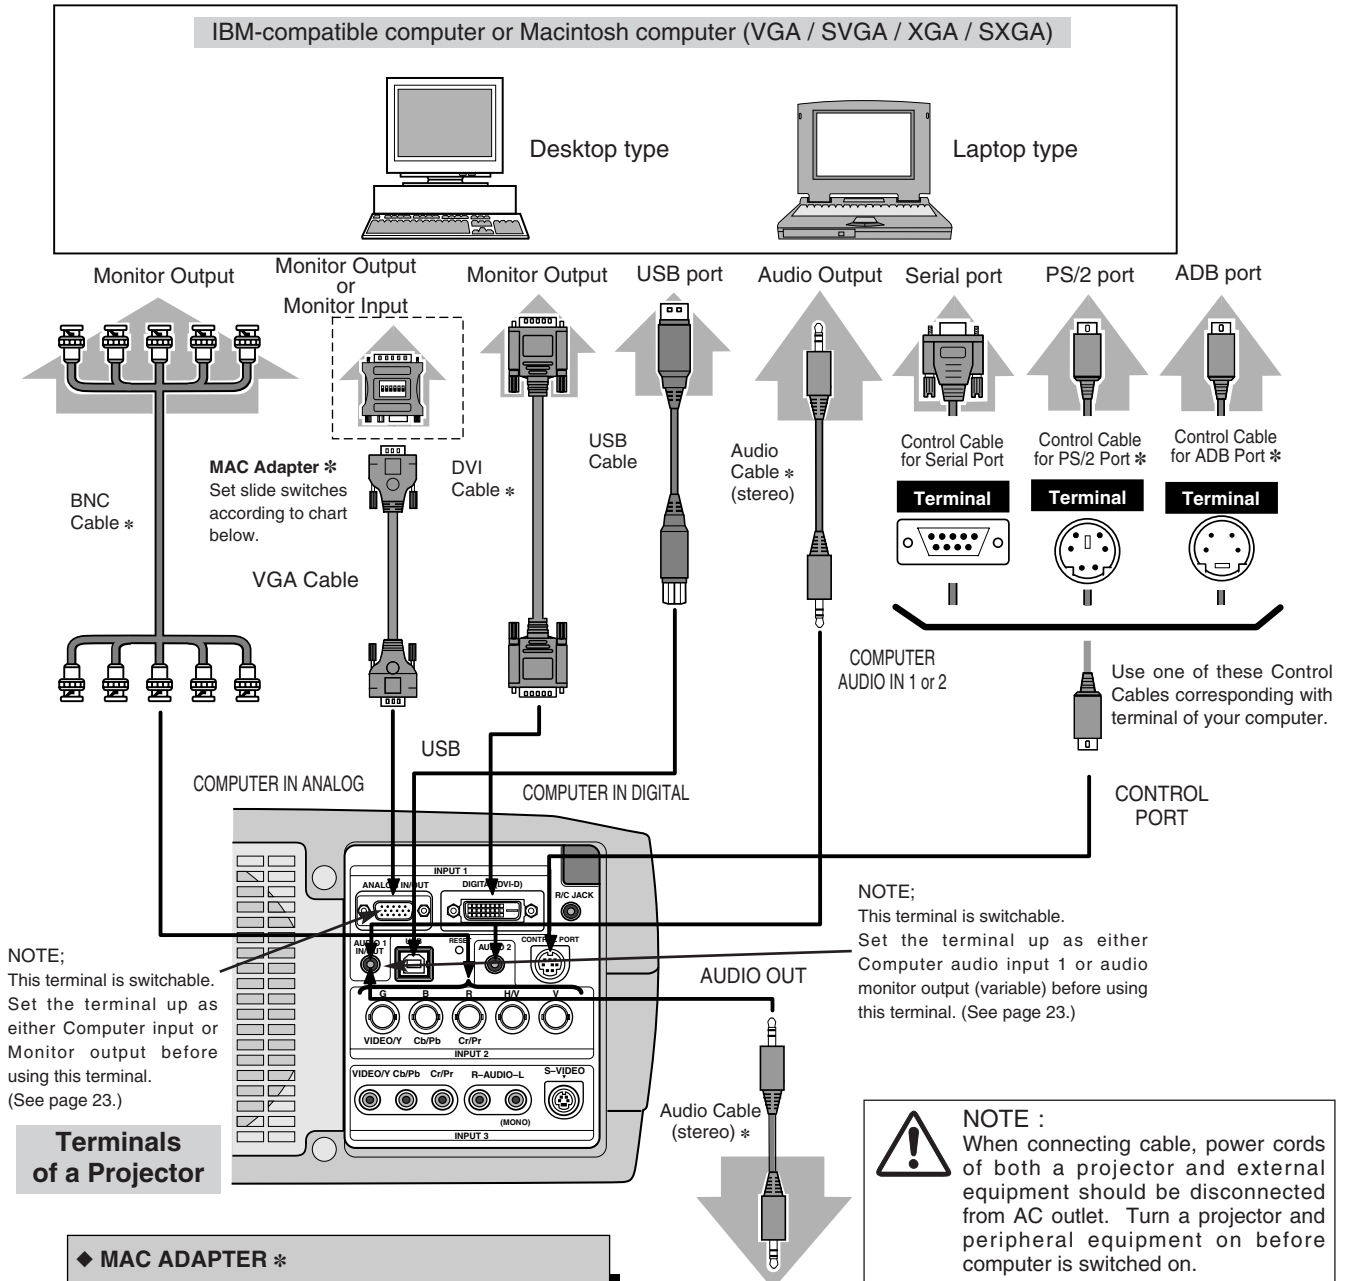 IBM-compatible computer or Macintosh computer (VGA / SVGA / XGA / SXGA)
Desktop type
Laptop type
Monitor Output
Monitor Output
or
Monitor Input
Monitor Output
USB port
Audio Output
Serial port
PS/2 port
ADB port
BNC
Cable *
MAC Adapter *
Set slide switches
according to chart
below.
VGA Cable
DVI
Cable *
USB
Cable
Audio
Cable *
(stereo)
Control Cable
for Serial Port
Control Cable
for PS/2 Port *
Control Cable
for ADB Port *
Terminal
Terminal
Terminal
COMPUTER
AUDIO IN 1 or 2
Use one of these Control
Cables corresponding with
terminal of your computer.
USB
COMPUTER IN ANALOG
COMPUTER IN DIGITAL
CONTROL
PORT
INPUT 1
ANALOG IN/OUT
DIGITAL(DVI-D)
R/C JACK
AUDIO 1
IN/OUT
USB
RESET
AUDIO 2
CONTROL PORT
G
B
R
H/V
V
VIDEO/Y
Cb/Pb
Cr/Pr
INPUT 2
VIDEO/Y Cb/Pb
Cr/Pr
R–AUDIO–L
S–VIDEO
(MONO)
INPUT 3
NOTE;
This terminal is switchable.
Set the terminal up as
either Computer input or
Monitor output before
using this terminal.
(See page 23.)
NOTE;
This terminal is switchable.
Set the terminal up as either
Computer audio input 1 or audio
monitor output (variable) before using
this terminal. (See page 23.)
AUDIO OUT
Terminals
of a Projector
Audio Cable
(stereo) *
NOTE :
When connecting cable, power cords
of both a projector and external
equipment should be disconnected
from AC outlet. Turn a projector and
peripheral equipment on before
computer is switched on.
◆ MAC ADAPTER *